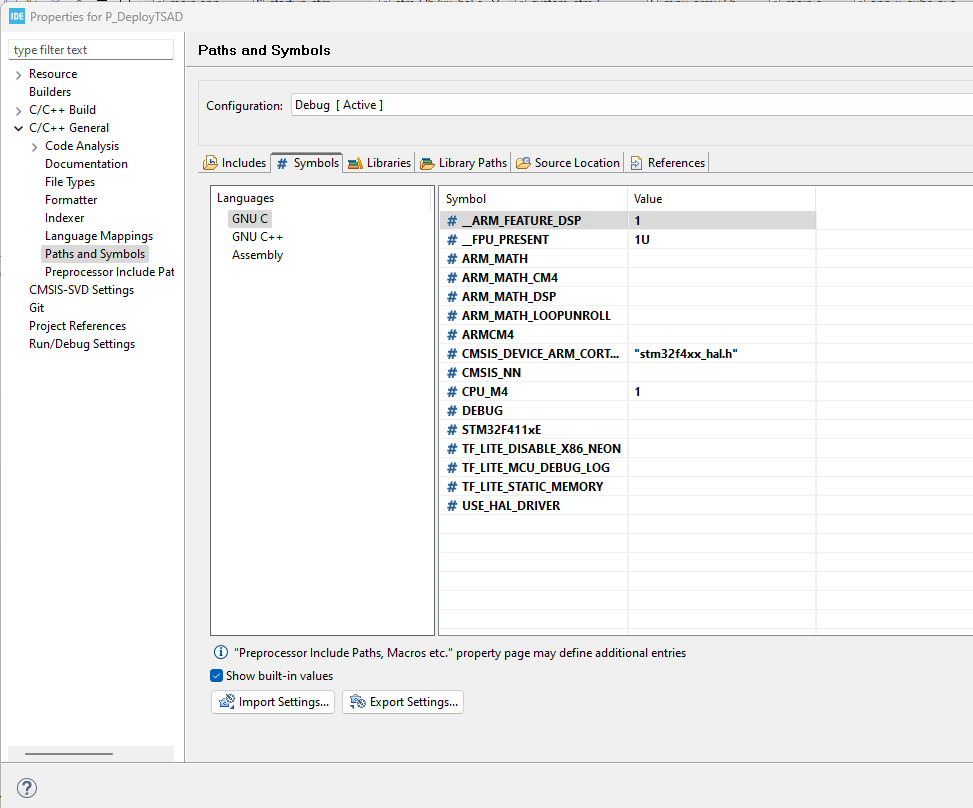 IDE Properties for P_DeployTSAD
type filter text
Resource
Builders
C/C++ Build
C/C++ General
Code Analysis
Documentation
File Types
Formatter
Indexer
Language Mappings
Paths and Symbols
Preprocessor Include Pat
CMSIS-SVD Settings
Git
Project References
Run/Debug Settings
Paths and Symbols
Configuration: Debug [ Active ]
Includes # Symbols Libraries Library Paths Source Location References
Languages
GNU C
GNU C++
Assembly
Symbol Value
# __ARM_FEATURE_DSP 1
# __FPU_PRESENT 1U
# ARM_MATH
# ARM_MATH_CM4
# ARM_MATH_DSP
# ARM_MATH_LOOPUNROLL
# ARMCM4
# CMSIS_DEVICE_ARM_CORT... "stm32f4xx_hal.h"
# CMSIS_NN
# CPU_M4 1
# DEBUG
# STM32F411xE
# TF_LITE_DISABLE_X86_NEON
# TF_LITE_MCU_DEBUG_LOG
# TF_LITE_STATIC_MEMORY
# USE_HAL_DRIVER
"Preprocessor Include Paths, Macros etc." property page may define additional entries
Show built-in values
Import Settings... Export Settings...
?